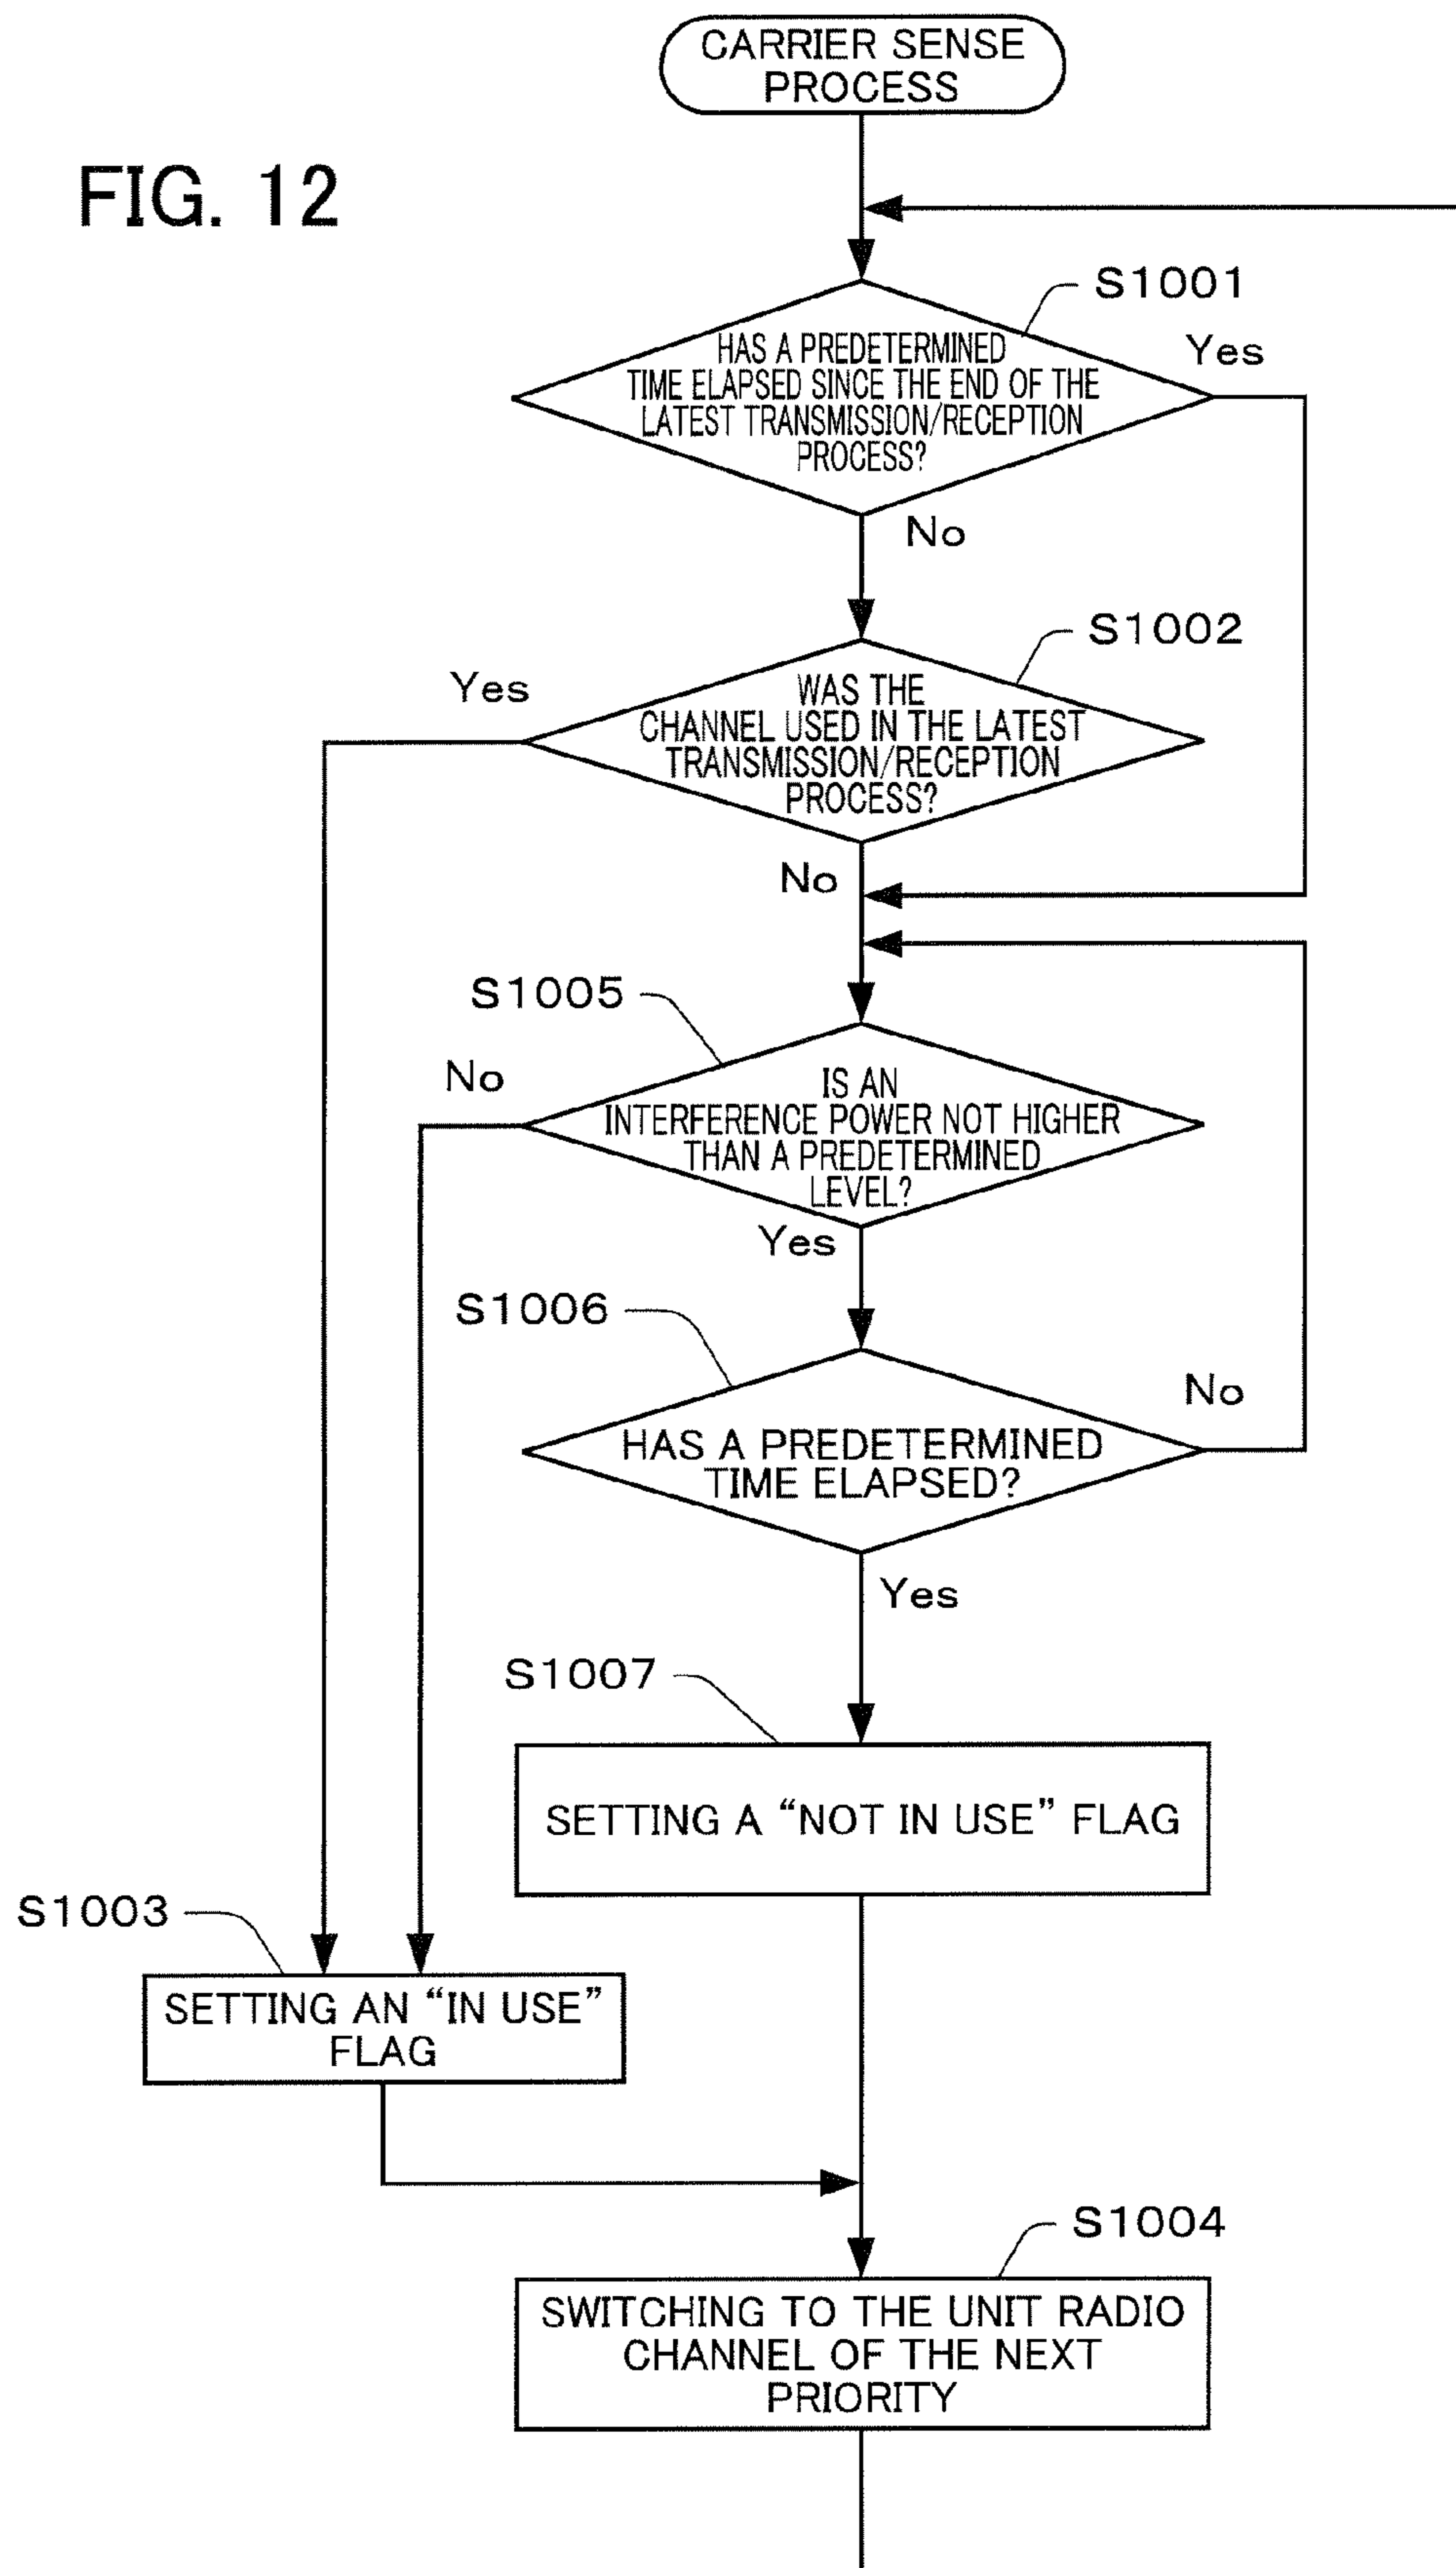 CARRIER SENSE
PROCESS
FIG. 12
S1001
HAS A PREDETERMINED
TIME ELAPSED SINCE THE END OF THE
LATEST TRANSMISSION/RECEPTION
PROCESS?
Yes
No
S1002
Yes
WAS THE
CHANNEL USED IN THE LATEST
TRANSMISSION/RECEPTION
PROCESS?
No
S1005
No
IS AN
INTERFERENCE POWER NOT HIGHER
THAN A PREDETERMINED
LEVEL?
Yes
S1006
No
HAS A PREDETERMINED
TIME ELAPSED?
Yes
S1007
SETTING A “NOT IN USE” FLAG
S1003
SETTING AN “IN USE”
FLAG
S1004
SWITCHING TO THE UNIT RADIO
CHANNEL OF THE NEXT
PRIORITY